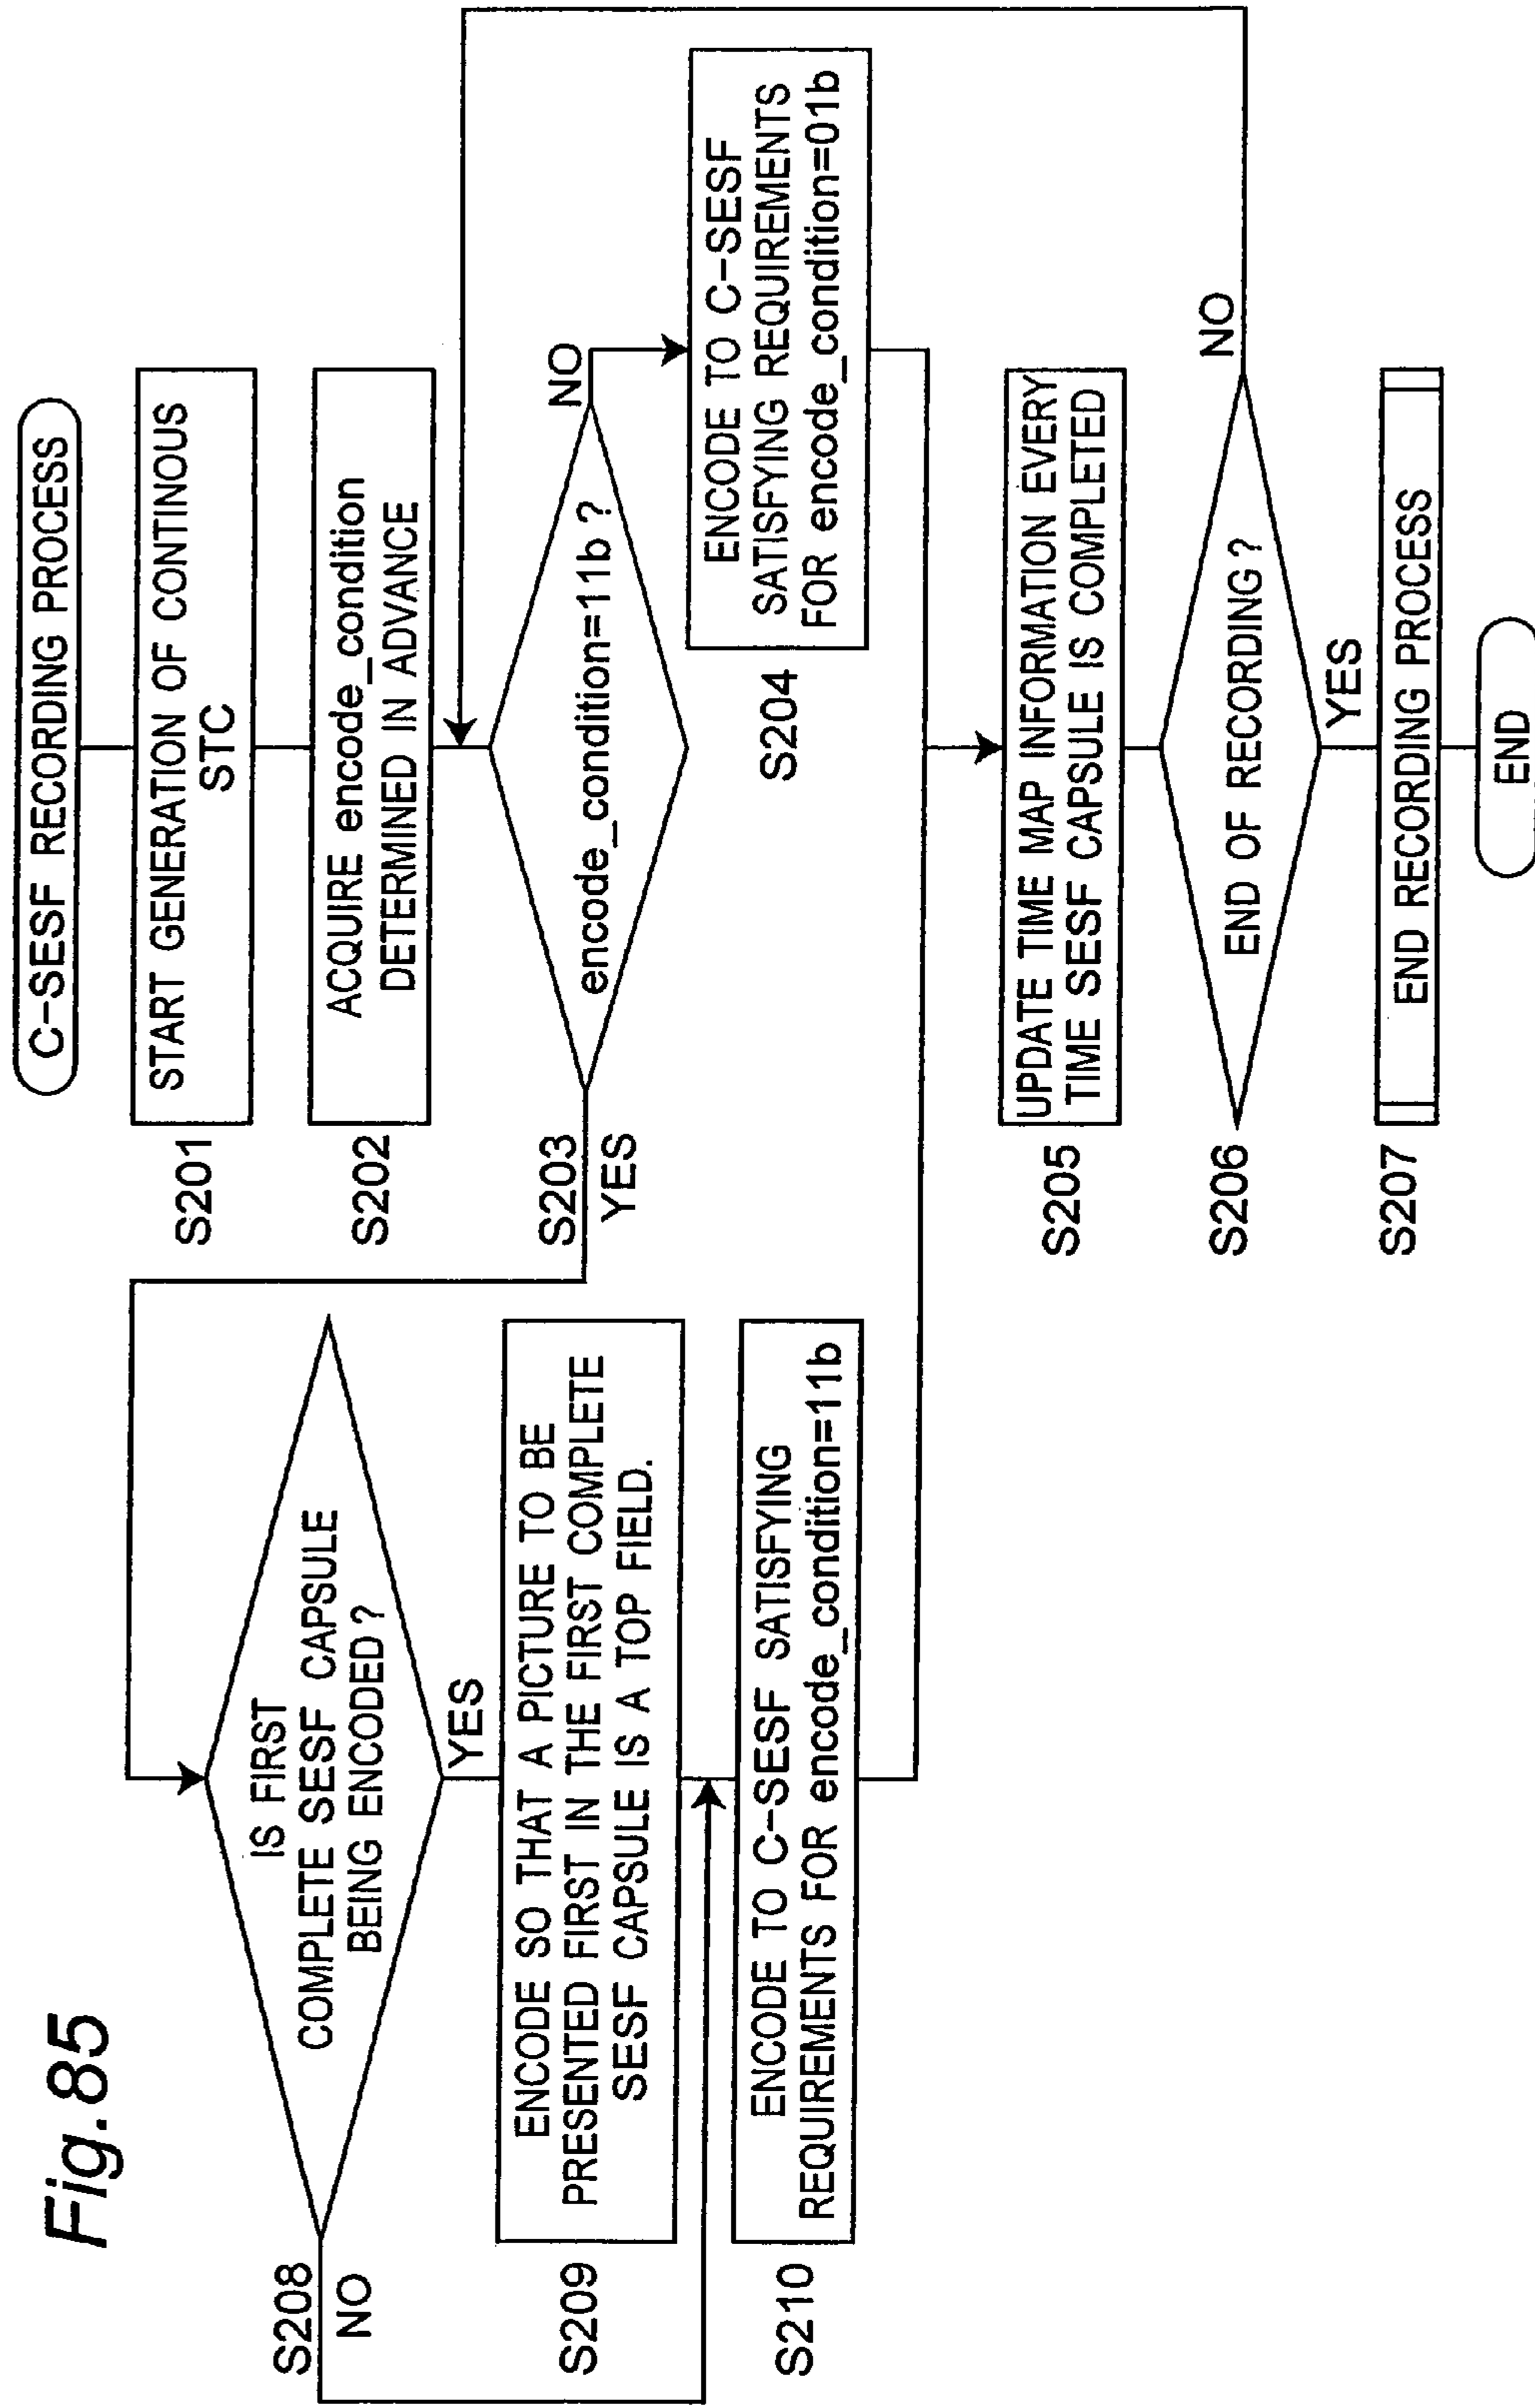 Fig.85
C-SESF RECORDING PROCESS
S201
START GENERATION OF CONTINOUS
STC
S202
ACQUIRE encode_condition
DETERMINED IN ADVANCE
S203
encode_condition=11b ?
YES
NO
S204
ENCODE TO C-SESF
SATISFYING REQUIREMENTS
FOR encode_condition=01b
S205
UPDATE TIME MAP INFORMATION EVERY
TIME SESF CAPSULE IS COMPLETED
S206
END OF RECORDING ?
NO
YES
S207
END RECORDING PROCESS
END
S208
IS FIRST
COMPLETE SESF CAPSULE
BEING ENCODED ?
NO
YES
S209
ENCODE SO THAT A PICTURE TO BE
PRESENTED FIRST IN THE FIRST COMPLETE
SESF CAPSULE IS A TOP FIELD.
S210
ENCODE TO C-SESF SATISFYING
REQUIREMENTS FOR encode_condition=11b